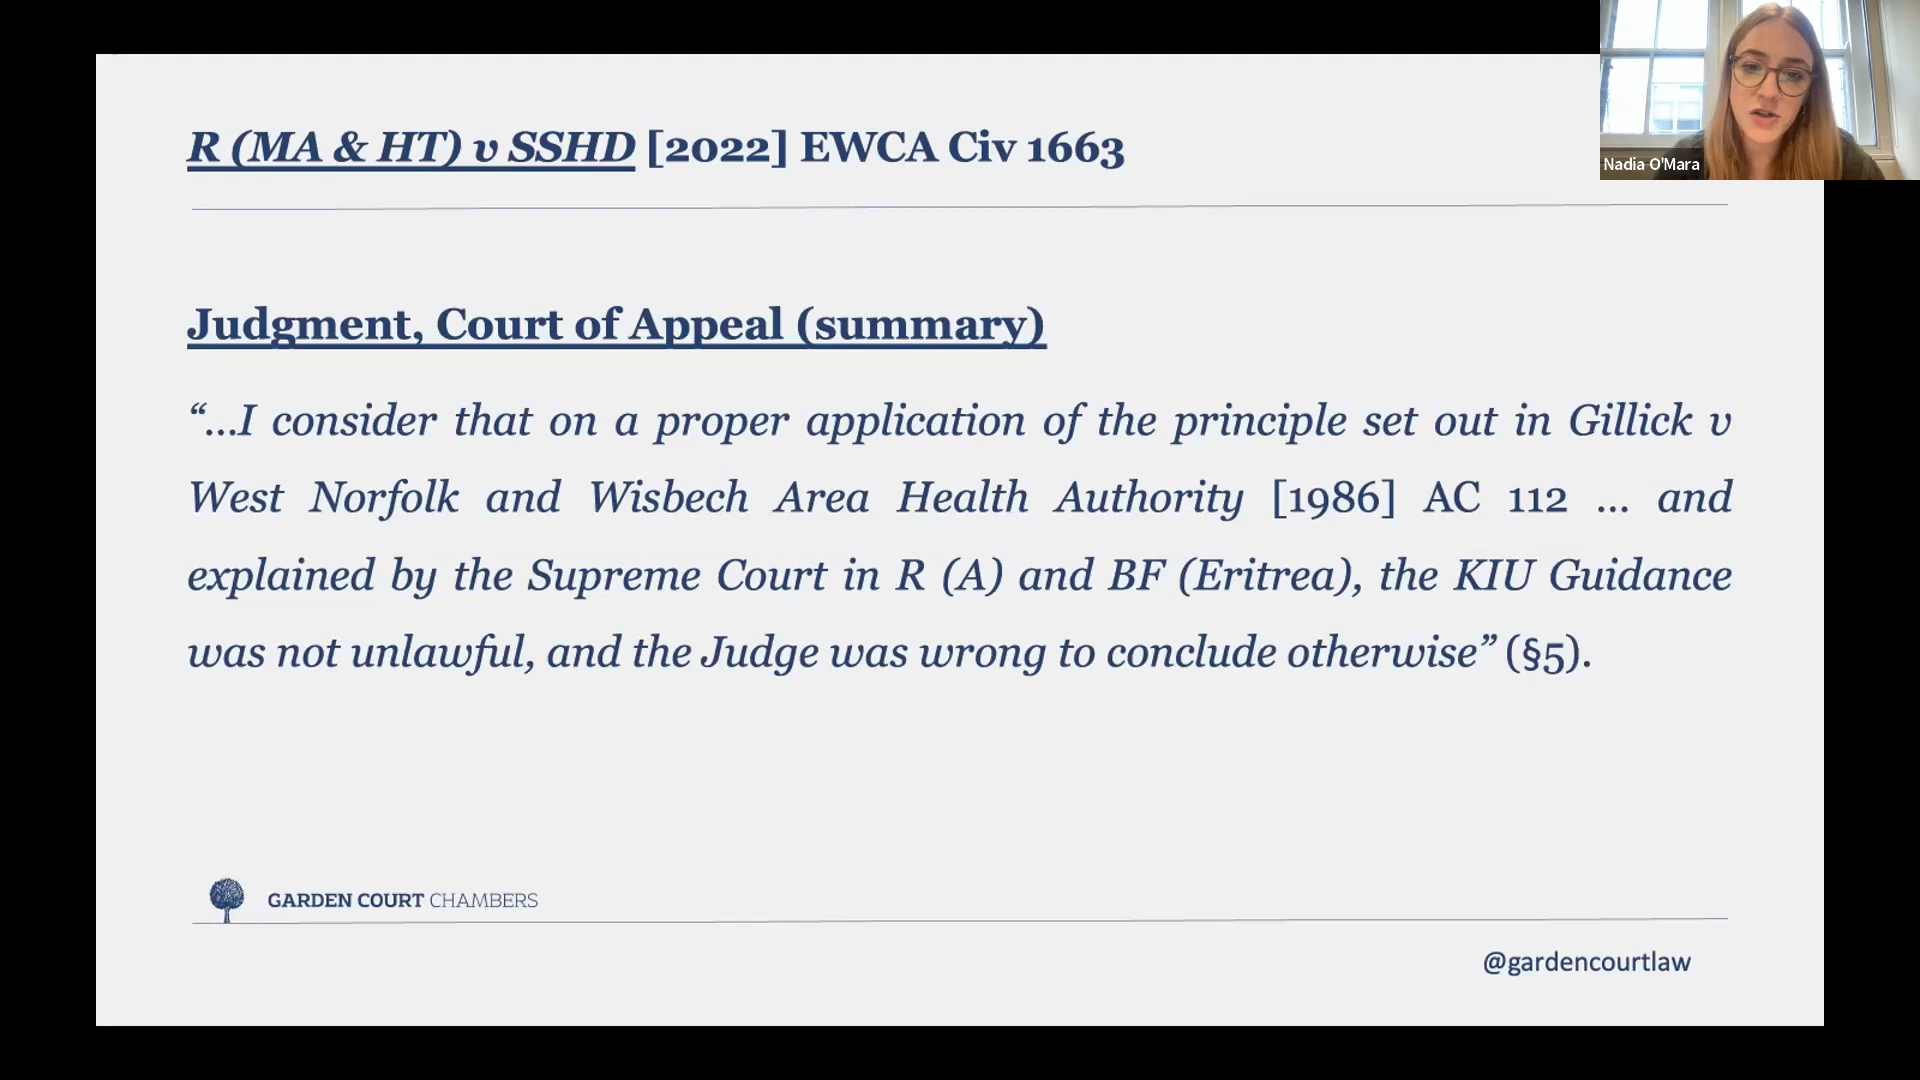 R (MA & HT) v SSHD [2022] EWCA Civ 1663
Nadia O'Mara
Judgment, Court of Appeal (summary)
“...I consider that on a proper application of the principle set out in Gillick v
West Norfolk and Wisbech Area Health Authority [1986] AC 112 ... and
explained by the Supreme Court in R (A) and BF (Eritrea), the KIU Guidance
was not unlawful, and the Judge was wrong to conclude otherwise” (§5).
GARDEN COURT CHAMBERS
@gardencourtlaw